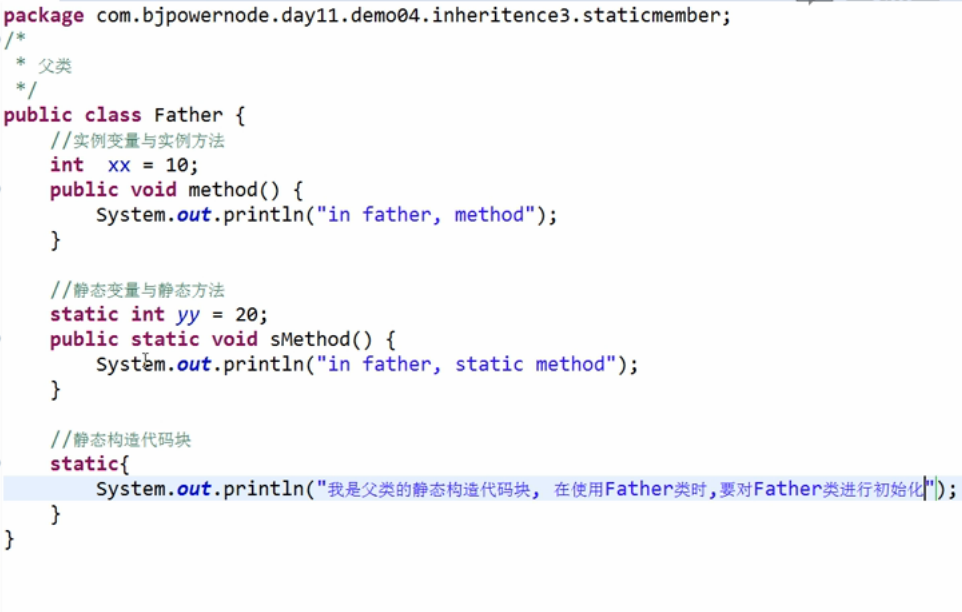 package com.bjpowernode.day11.demo04.inheritence3.staticmember;
/*
 * 父类
 */
public class Father {
    //实例变量与实例方法
    int  xx = 10;
    public void method() {
        System.out.println("in father, method");
    }
    //静态变量与静态方法
    static int yy = 20;
    public static void sMethod() {
        System.out.println("in father, static method");
    }
    //静态构造代码块
    static{
        System.out.println("我是父类的静态构造代码块, 在使用Father类时,要对Father类进行初始化");
    }
}